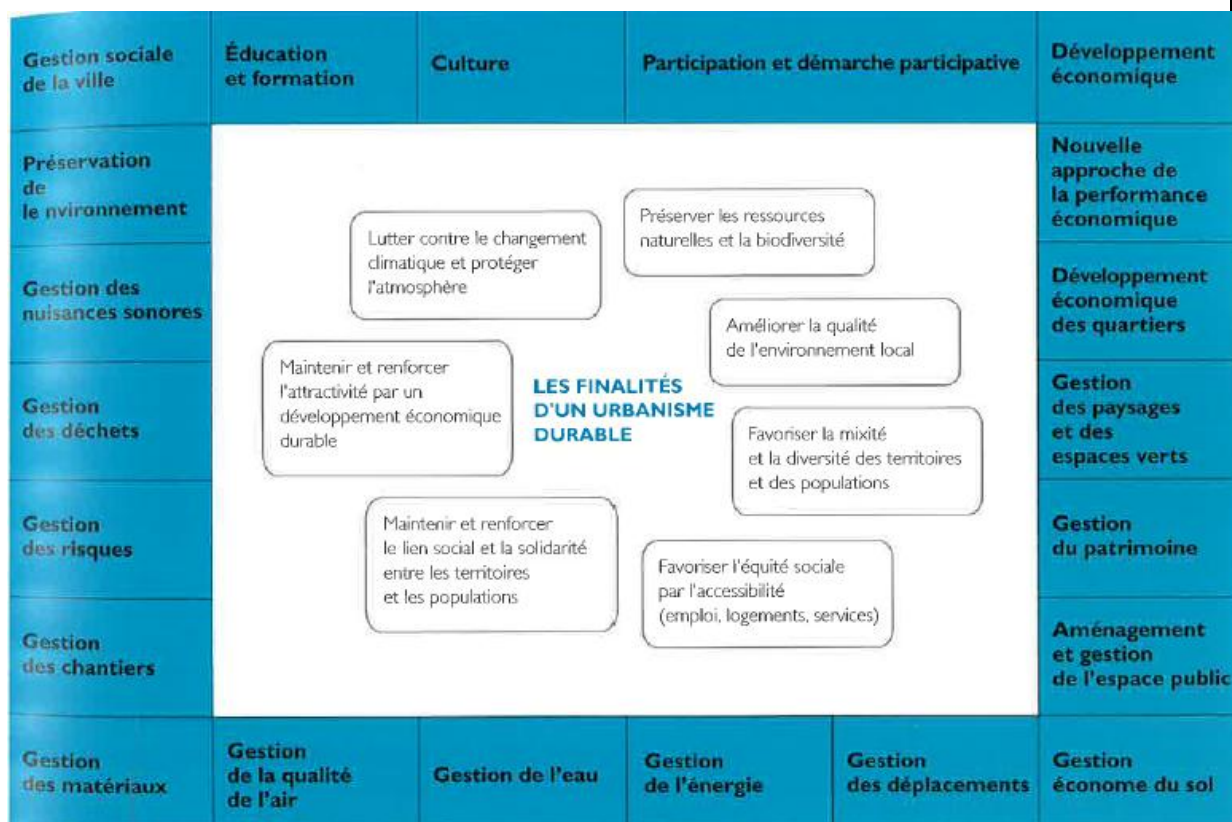 Gestion sociale
de la ville
Éducation
et formation
Culture
Participation et démarche participative
Développement
économique
Préservation
de
le nvironnement
Nouvelle
approche de
la performance
économique
Gestion des
nuisances sonores
Développement
économique
des quartiers
Gestion
des déchets
Gestion
des paysages
et des
espaces verts
Gestion
des risques
Gestion
du patrimoine
Gestion
des chantiers
Aménagement
et gestion
de l'espace public
Gestion
des matériaux
Gestion
de la qualité
de l'air
Gestion de l'eau
Gestion
de l'énergie
Gestion
des déplacements
Gestion
économe du sol
Préserver les ressources
naturelles et la biodiversité
Lutter contre le changement
climatique et protéger
l'atmosphère
Améliorer la qualité
de l'environnement local
Maintenir et renforcer
l'attractivité par un
développement économique
durable
LES FINALITÉS
D'UN URBANISME
DURABLE
Favoriser la mixité
et la diversité des territoires
et des populations
Maintenir et renforcer
le lien social et la solidarité
entre les territoires
et les populations
Favoriser l'équité sociale
par l'accessibilité
(emploi, logements, services)